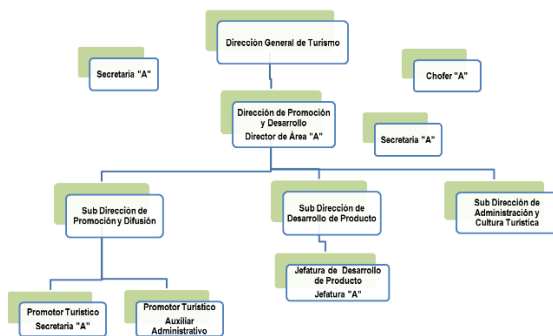 Dirección General de Turismo
Secretaria "A"
Chofer "A"
Dirección de Promoción
y Desarrollo
Director de Área "A"
Secretaria "A"
Sub Dirección de
Promoción y Difusión
Sub Dirección de
Desarrollo de Producto
Sub Dirección de
Administración y
Cultura Turística
Jefatura de Desarrollo
de Producto
Jefatura "A"
Promotor Turístico
Secretaria "A"
Promotor Turístico
Auxiliar
Administrativo